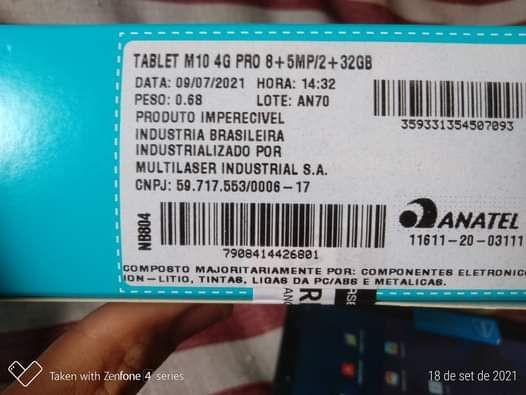 TABLET M10 4G PRO 8+5MP/2+32GB
DATA: 09/07/2021 HORA: 14:32
PESO: 0.68 LOTE: AN70
PRODUTO IMPERECIVEL
INDUSTRIA BRASILEIRA
INDUSTRIALIZADO POR
MULTILASER INDUSTRIAL S.A.
CNPJ: 59.717.553/0006-17
359331354507093
NB804
7908414426801
ANATEL
11611-20-03111
COMPOSTO MAJORITARIAMENTE POR: COMPONENTES ELETRONIC
ION-LITIO, TINTAS, LIGAS DA PC/ABS E METALICAS.
Taken with Zenfone 4 series
18 de set de 2021